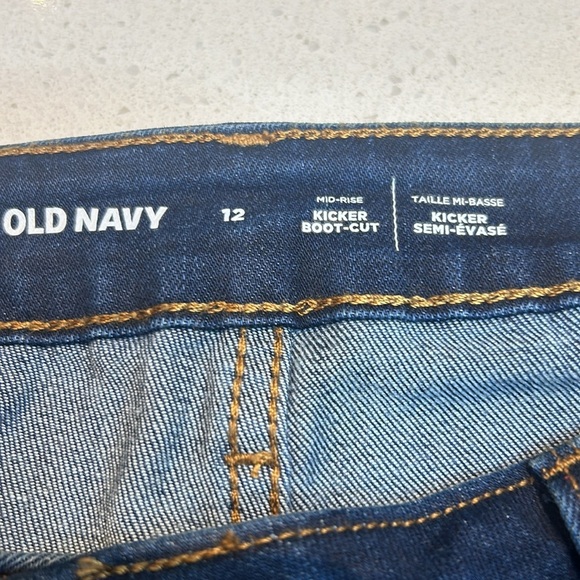 OLD NAVY
12
MID-RISE
KICKER
BOOT-CUT
TAILLE MI-BASSE
KICKER
SEMI-ÉVASÉ